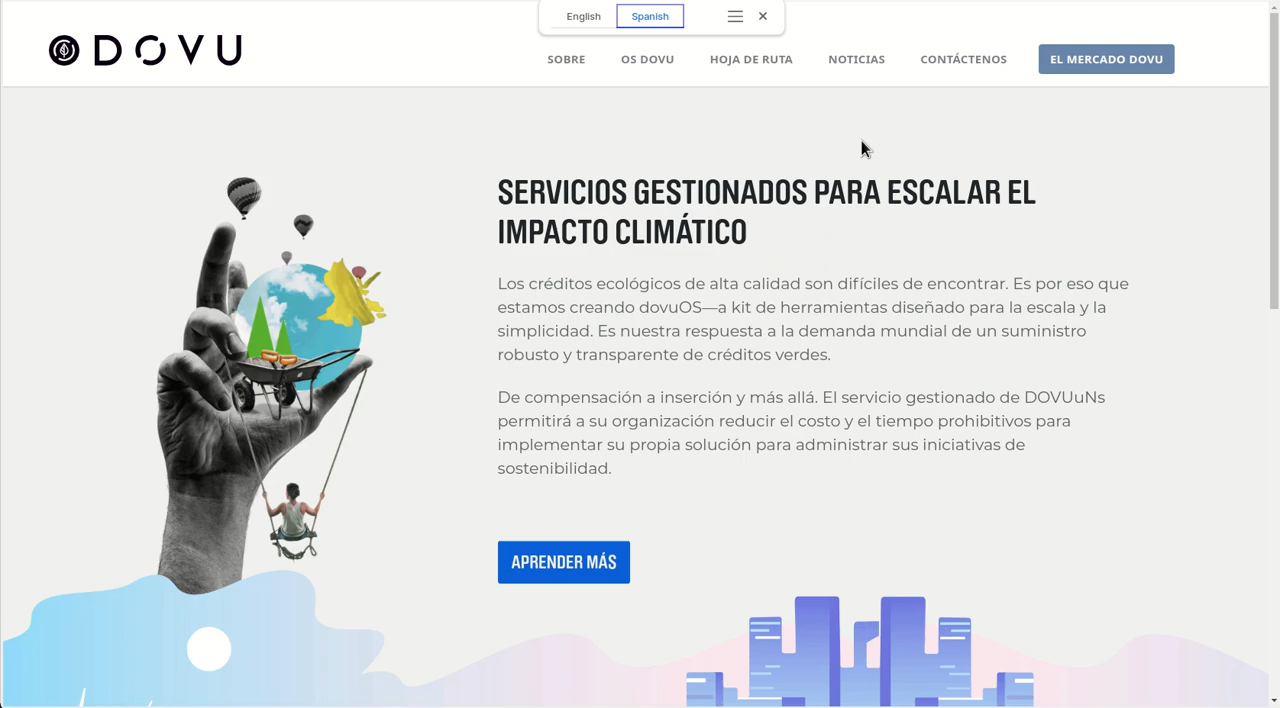 English Spanish
DOVU
SOBRE OS DOVU HOJA DE RUTA NOTICIAS CONTÁCTENOS EL MERCADO DOVU
SERVICIOS GESTIONADOS PARA ESCALAR EL
IMPACTO CLIMÁTICO
Los créditos ecológicos de alta calidad son difíciles de encontrar. Es por eso que
estamos creando dovuOS—a kit de herramientas diseñado para la escala y la
simplicidad. Es nuestra respuesta a la demanda mundial de un suministro
robusto y transparente de créditos verdes.
De compensación a inserción y más allá. El servicio gestionado de DOVUuNs
permitirá a su organización reducir el costo y el tiempo prohibitivos para
implementar su propia solución para administrar sus iniciativas de
sostenibilidad.
APRENDER MÁS